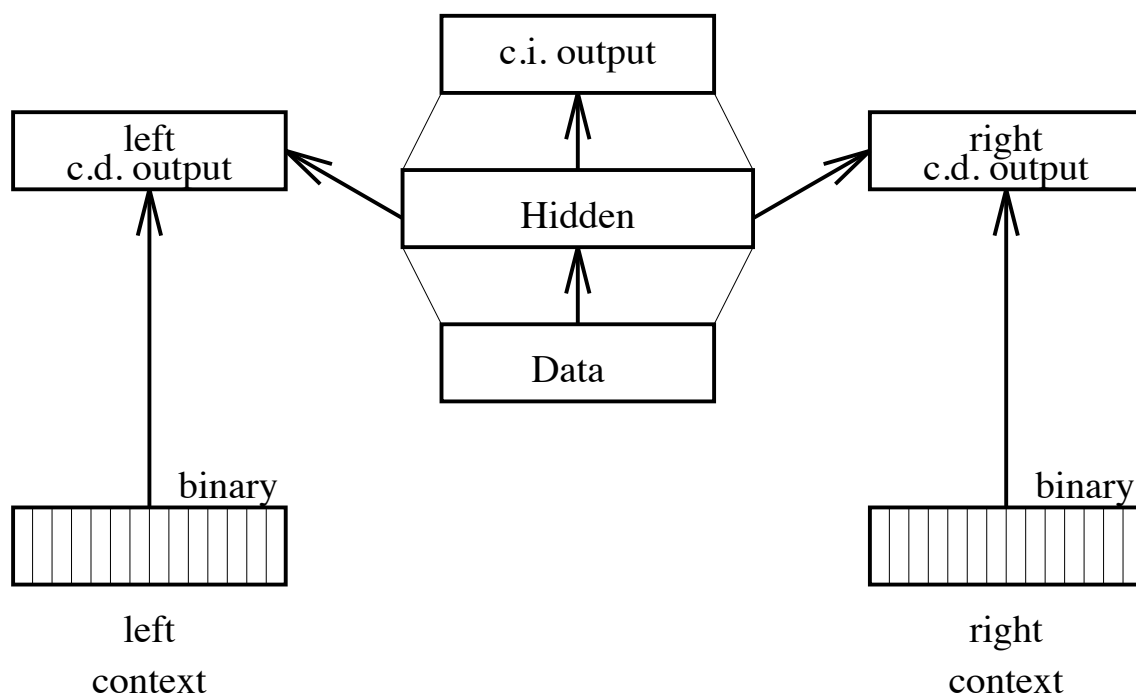 c.i. output
left
c.d. output
right
c.d. output
Hidden
Data
binary
binary
left
context
right
context